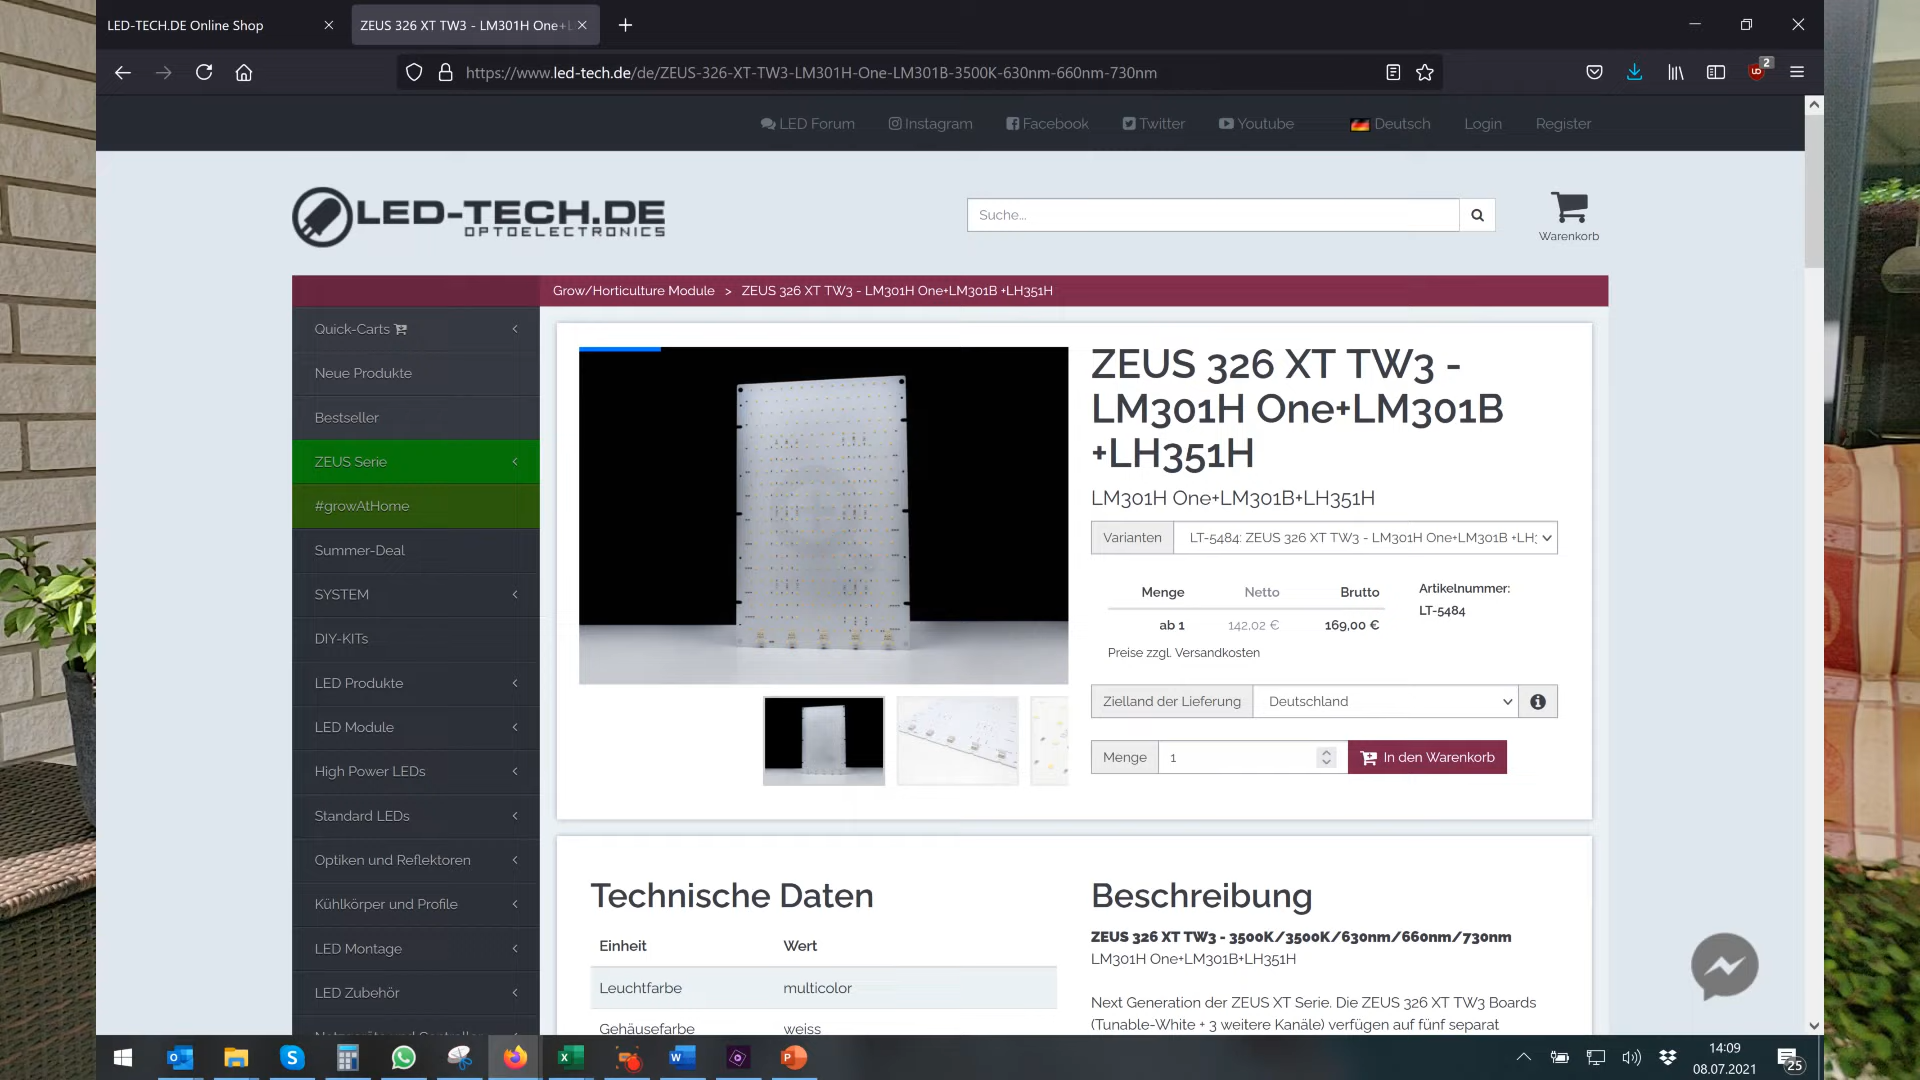 LED-TECH.DE Online Shop
ZEUS 326 XT TW3 - LM301H One+L
https://www.led-tech.de/de/ZEUS-326-XT-TW3-LM301H-One-LM301B-3500K-630nm-660nm-730nm
2
LED Forum
Instagram
Facebook
Twitter
Youtube
Deutsch
Login
Register
LED-TECH.DE
OPTOELECTRONICS
Suche...
Warenkorb
Grow/Horticulture Module > ZEUS 326 XT TW3 - LM301H One+LM301B +LH351H
Quick-Carts
Neue Produkte
Bestseller
ZEUS Serie
#growAtHome
Summer-Deal
SYSTEM
DIY-KITs
LED Produkte
LED Module
High Power LEDs
Standard LEDs
Optiken und Reflektoren
Kühlkörper und Profile
LED Montage
LED Zubehör
ZEUS 326 XT TW3 -
LM301H One+LM301B
+LH351H
LM301H One+LM301B+LH351H
Varianten
LT-5484: ZEUS 326 XT TW3 - LM301H One+LM301B +LH3
Menge Netto Brutto
ab 1 142,02 € 169,00 €
Artikelnummer:
LT-5484
Preise zzgl. Versandkosten
Zielland der Lieferung
Deutschland
Menge
1
In den Warenkorb
Technische Daten
Einheit Wert
Leuchtfarbe multicolor
Gehäusefarbe weiss
Beschreibung
ZEUS 326 XT TW3 - 3500K/3500K/630nm/660nm/730nm
LM301H One+LM301B+LH351H
Next Generation der ZEUS XT Serie. Die ZEUS 326 XT TW3 Boards
(Tunable-White + 3 weitere Kanäle) verfügen auf fünf separat
14:09
08.07.2021
25